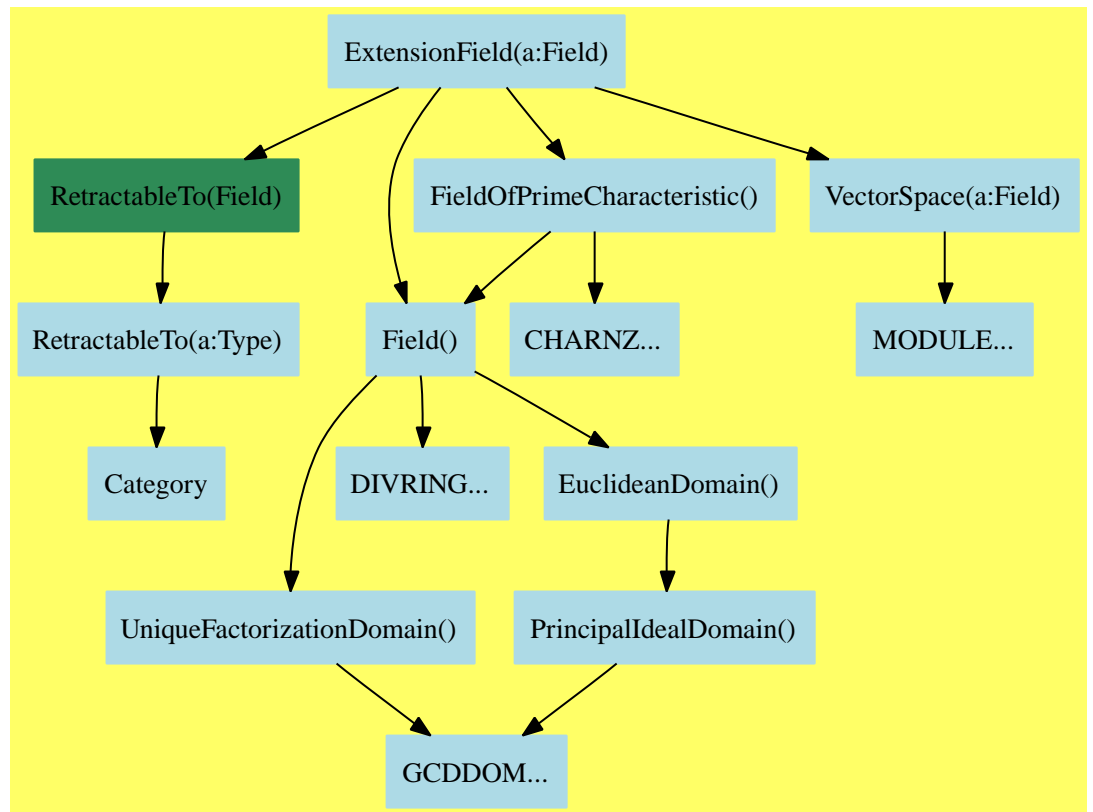 ExtensionField(a:Field)
RetractableTo(Field)
FieldOfPrimeCharacteristic()
VectorSpace(a:Field)
RetractableTo(a:Type)
Field()
CHARNZ...
MODULE...
Category
DIVRING...
EuclideanDomain()
UniqueFactorizationDomain()
PrincipalIdealDomain()
GCDDOM...